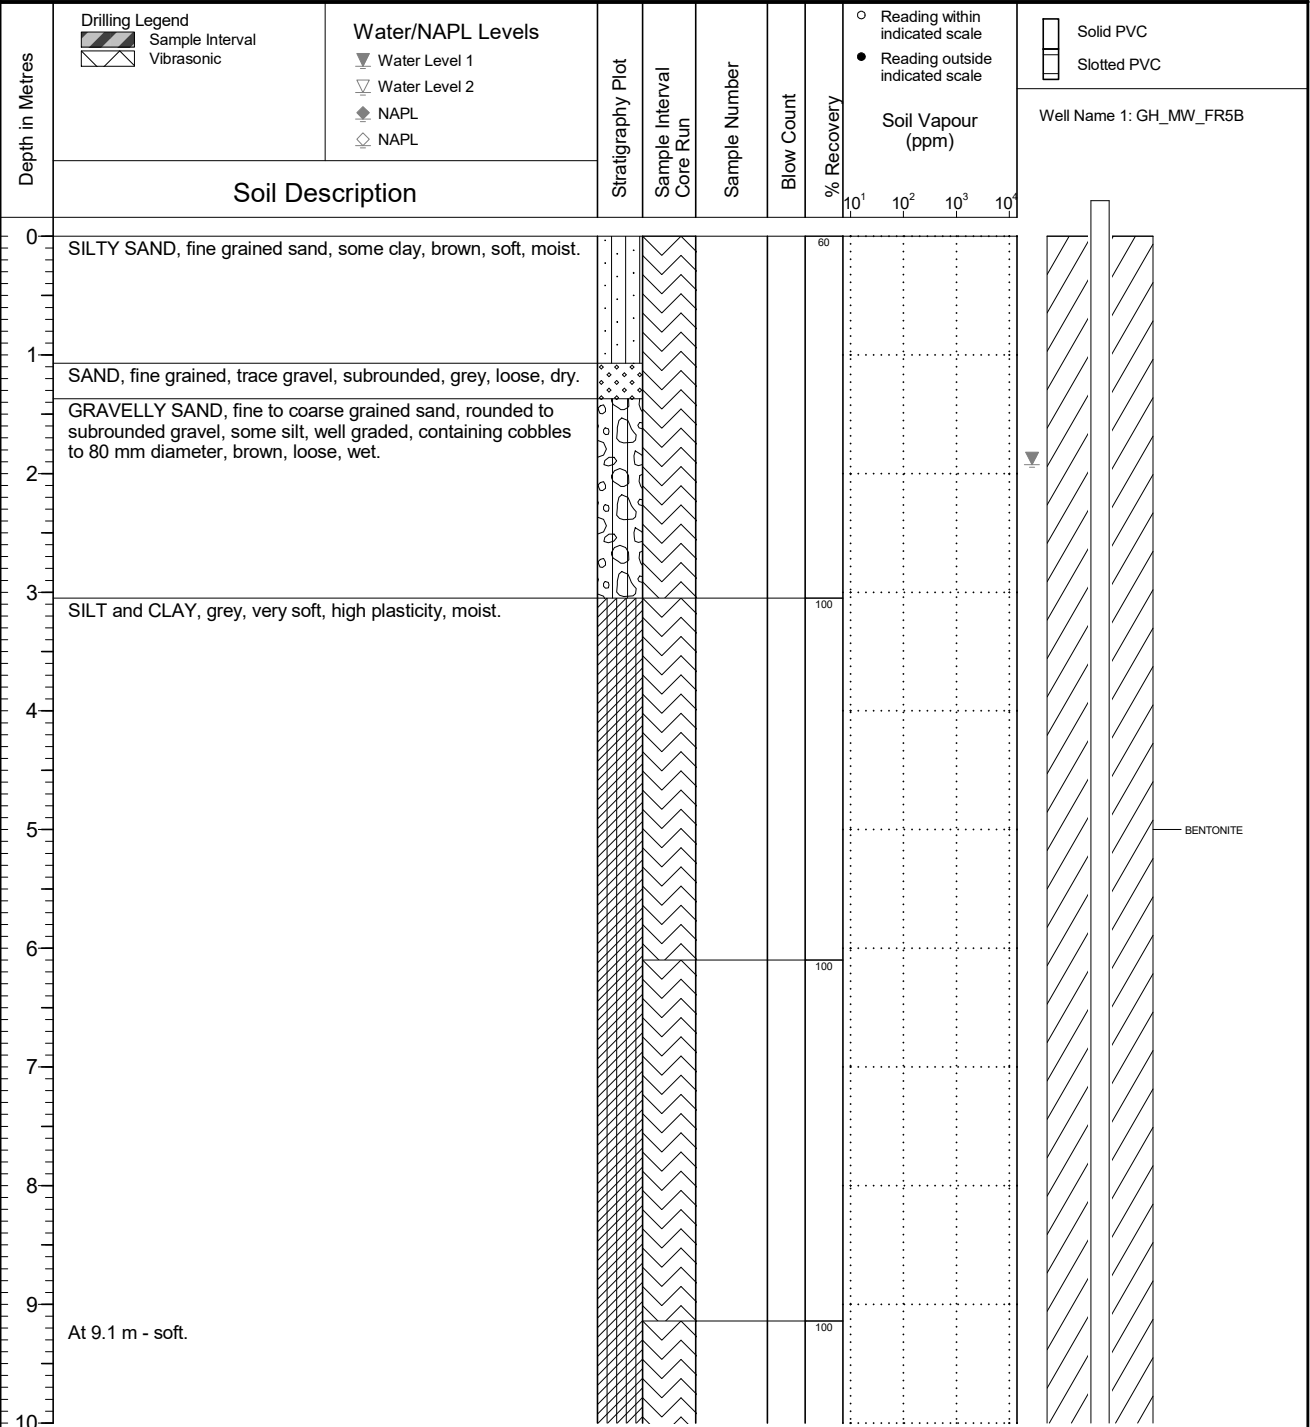 Drilling Legend
Sample Interval
Vibrasonic
Water/NAPL Levels
Water Level 1
Water Level 2
NAPL
NAPL
Depth in Metres
Soil Description
Stratigraphy Plot
Sample Interval
Core Run
Sample Number
Blow Count
% Recovery
Reading within
indicated scale
Reading outside
indicated scale
Soil Vapour
(ppm)
10¹ 10² 10³ 10⁴
Solid PVC
Slotted PVC
Well Name 1: GH_MW_FR5B
0
SILTY SAND, fine grained sand, some clay, brown, soft, moist.
60
1
SAND, fine grained, trace gravel, subrounded, grey, loose, dry.
GRAVELLY SAND, fine to coarse grained sand, rounded to
subrounded gravel, some silt, well graded, containing cobbles
to 80 mm diameter, brown, loose, wet.
2
3
SILT and CLAY, grey, very soft, high plasticity, moist.
100
4
5
BENTONITE
6
100
7
8
9
At 9.1 m - soft.
100
10